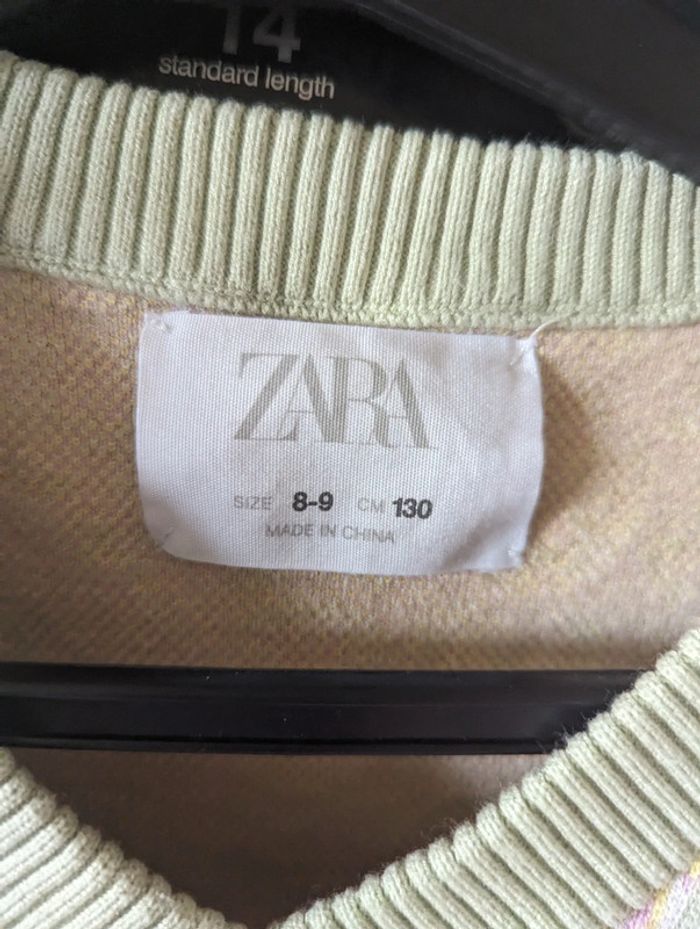 14
standard length
ZARA
SIZE 8-9 CM 130
MADE IN CHINA